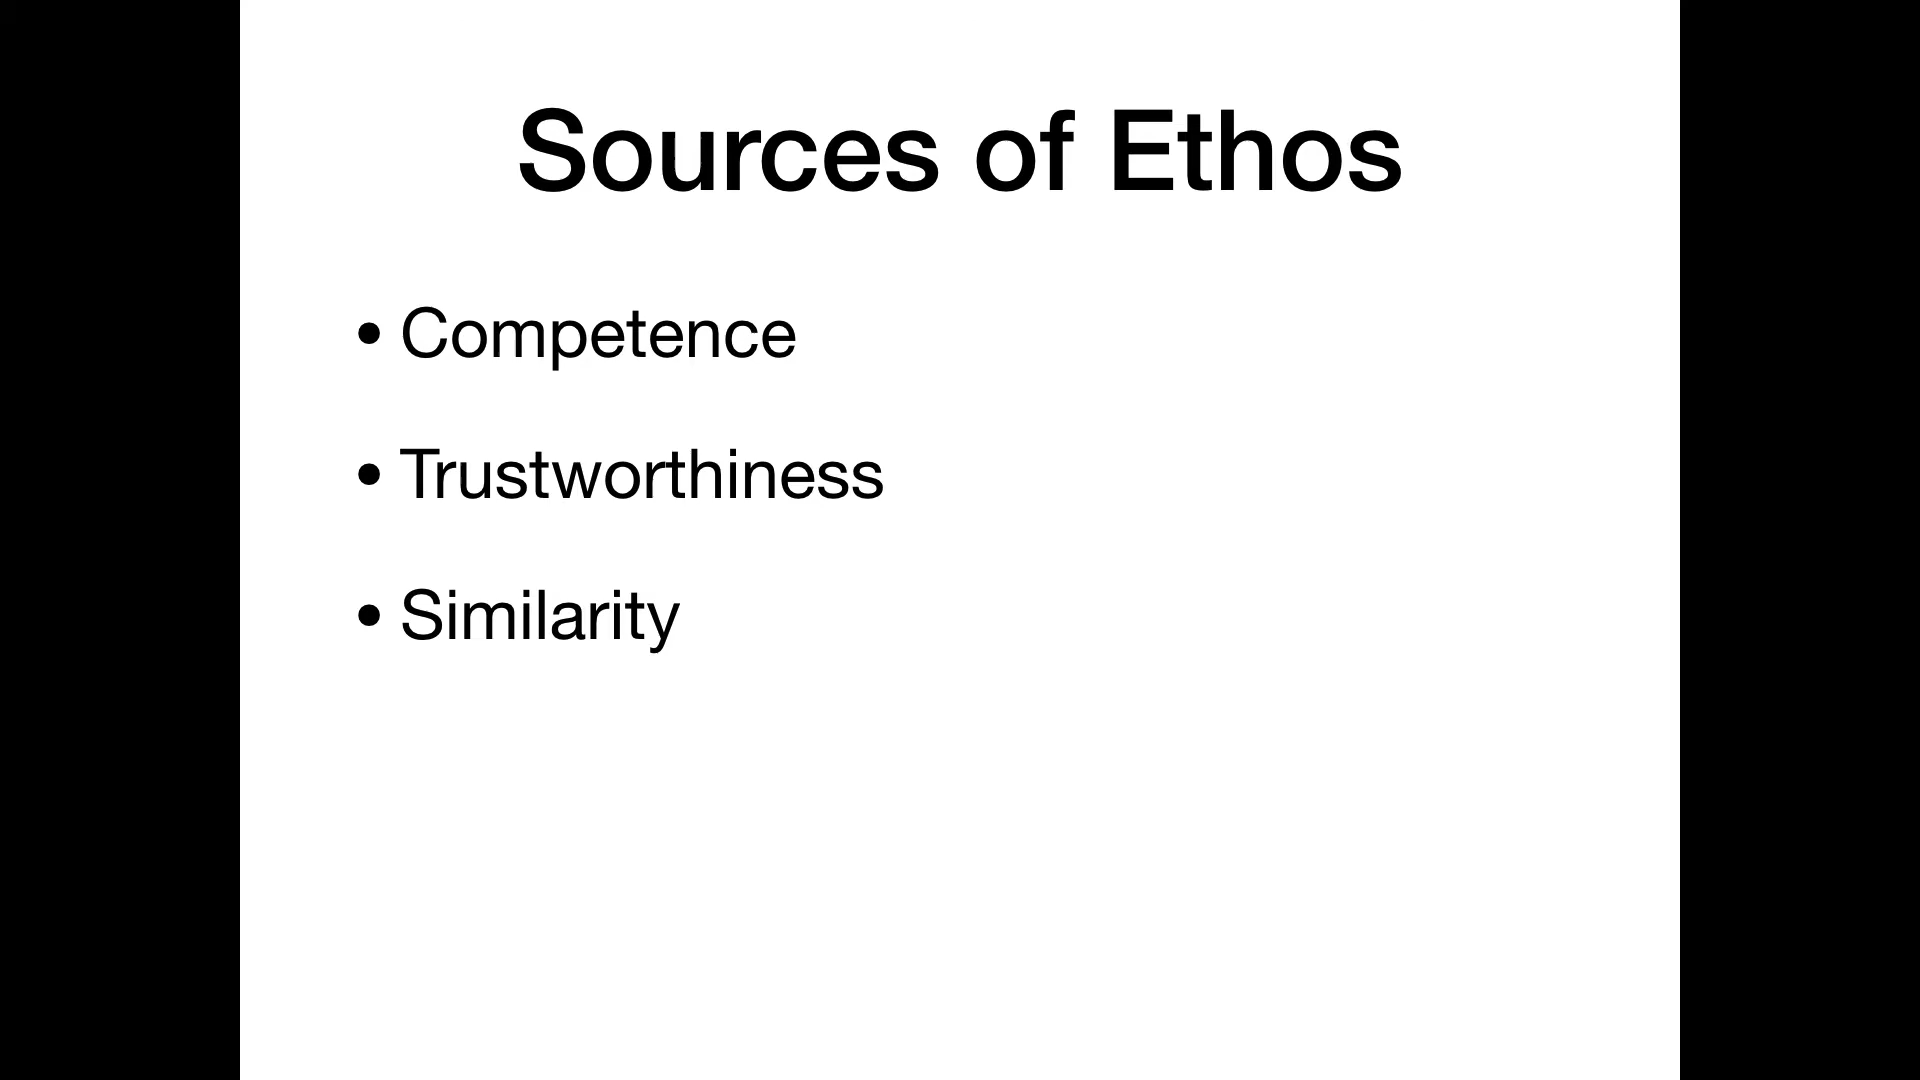 Sources of Ethos
• Competence
• Trustworthiness
• Similarity